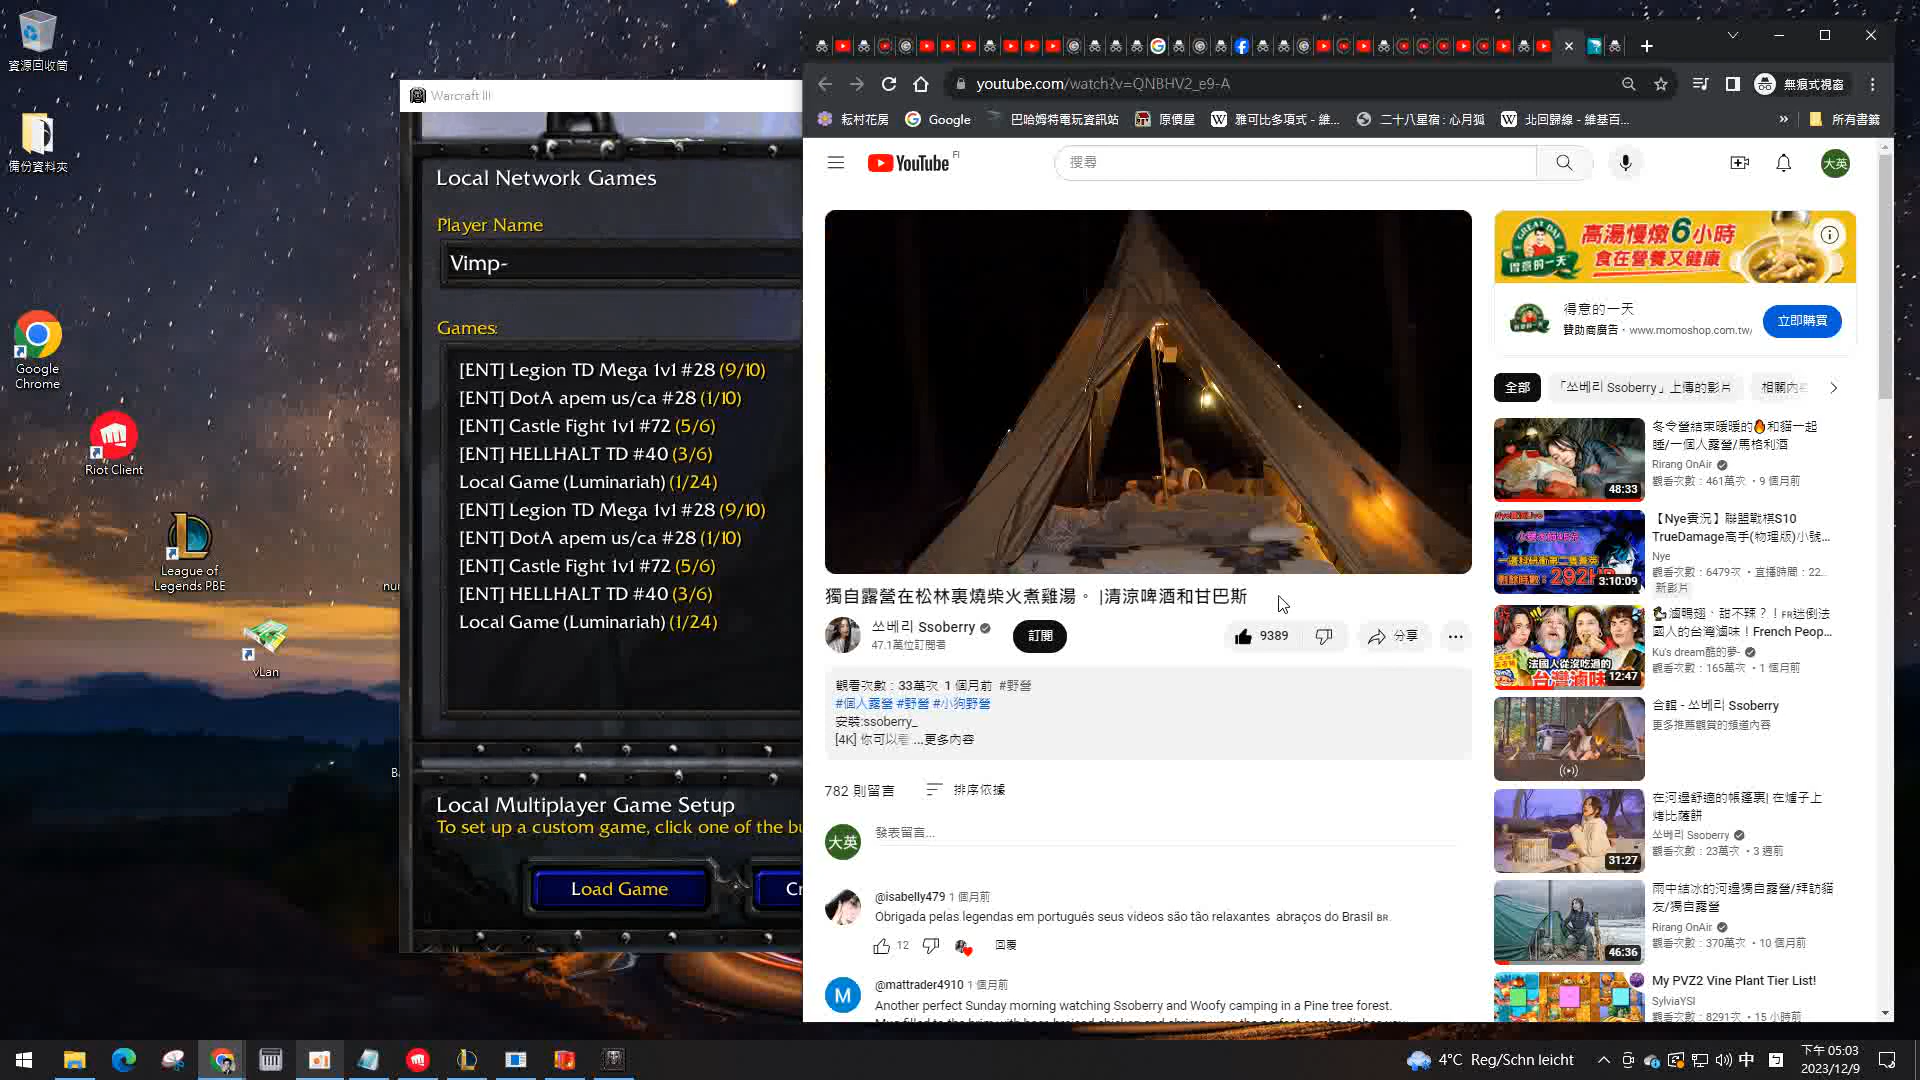 資源回收筒
備份資料夾
Google
Chrome
Riot Client
League of
Legends PBE
vLan
Warcraft III
Local Network Games
Player Name
Vimp-
Games:
[ENT] Legion TD Mega 1v1 #28 (9/10)
[ENT] DotA apem us/ca #28 (1/10)
[ENT] Castle Fight 1v1 #72 (5/6)
[ENT] HELLHALT TD #40 (3/6)
Local Game (Luminariah) (1/24)
[ENT] Legion TD Mega 1v1 #28 (9/10)
[ENT] DotA apem us/ca #28 (1/10)
[ENT] Castle Fight 1v1 #72 (5/6)
[ENT] HELLHALT TD #40 (3/6)
Local Game (Luminariah) (1/24)
Local Multiplayer Game Setup
To set up a custom game, click one of the bu
Load Game
youtube.com/watch?v=QNBHV2_e9-A
無痕式視窗
耘村花房
Google
巴哈姆特電玩資訊站
原價屋
雅可比多項式 - 維...
二十八星宿 : 心月狐
北回歸線 - 維基百...
所有書籤
YouTube FI
搜尋
大英
獨自露營在松林裏燒柴火煮雞湯。 |清涼啤酒和甘巴斯
쏘베리 Ssoberry
47.1萬位訂閱者
訂閱
9389
分享
觀看次數：33萬次 1 個月前 #野營
#個人露營 #野營 #小狗野營
安裝:ssoberry_
[4K] 你可以看 ...更多內容
782 則留言
排序依據
大英
發表留言...
@isabelly479 1 個月前
Obrigada pelas legendas em português seus videos são tão relaxantes abraços do Brasil BR
12
回覆
M
@mattrader4910 1 個月前
Another perfect Sunday morning watching Ssoberry and Woofy camping in a Pine tree forest.
GREAT DAY
得意的一天
高湯慢燉6小時
食在營養又健康
得意的一天
贊助商廣告・www.momoshop.com.tw/
立即購買
全部
「쏘베리 Ssoberry」上傳的影片
相關內容
48:33
冬令營結束暖暖的🔥和貓一起
睡/一個人露營/馬格利酒
Rirang OnAir
觀看次數：461萬次 ・9 個月前
3:10:09
【Nye實況】聯盟戰棋S10
TrueDamage高手(物理版)小號...
Nye
觀看次數：6479次 ・直播時間：22...
新影片
法國人從沒吃過的
台灣滷味
12:47
滷鴨翅、甜不辣？！FR迷倒法
國人的台灣滷味！French Peop...
Ku's dream酷的夢-
觀看次數：165萬次 ・1 個月前
合輯 - 쏘베리 Ssoberry
更多推薦觀賞的頻道內容
31:27
在河邊舒適的帳篷裏| 在爐子上
烤比薩餅
쏘베리 Ssoberry
觀看次數：23萬次 ・3 週前
46:36
雨中結冰的河邊獨自露營/拜訪貓
友/獨自露營
Rirang OnAir
觀看次數：370萬次 ・10 個月前
My PVZ2 Vine Plant Tier List!
SylviaYSI
觀看次數：8291次 ・15 小時前
4°C Reg/Schn leicht
中
下午 05:03
2023/12/9